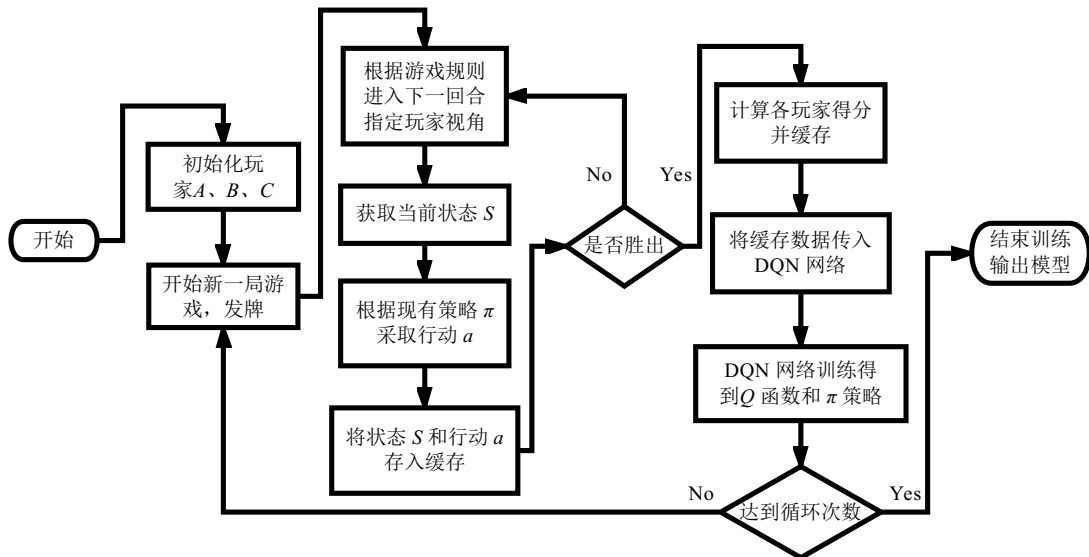 开始
初始化玩
家A、B、C
开始新一局游
戏，发牌
根据游戏规则
进入下一回合
指定玩家视角
获取当前状态 S
根据现有策略 π
采取行动 a
将状态 S 和行动 a
存入缓存
是否胜出
No
Yes
计算各玩家得分
并缓存
将缓存数据传入
DQN 网络
DQN 网络训练得
到Q 函数和 π 策略
达到循环次数
No
Yes
结束训练
输出模型